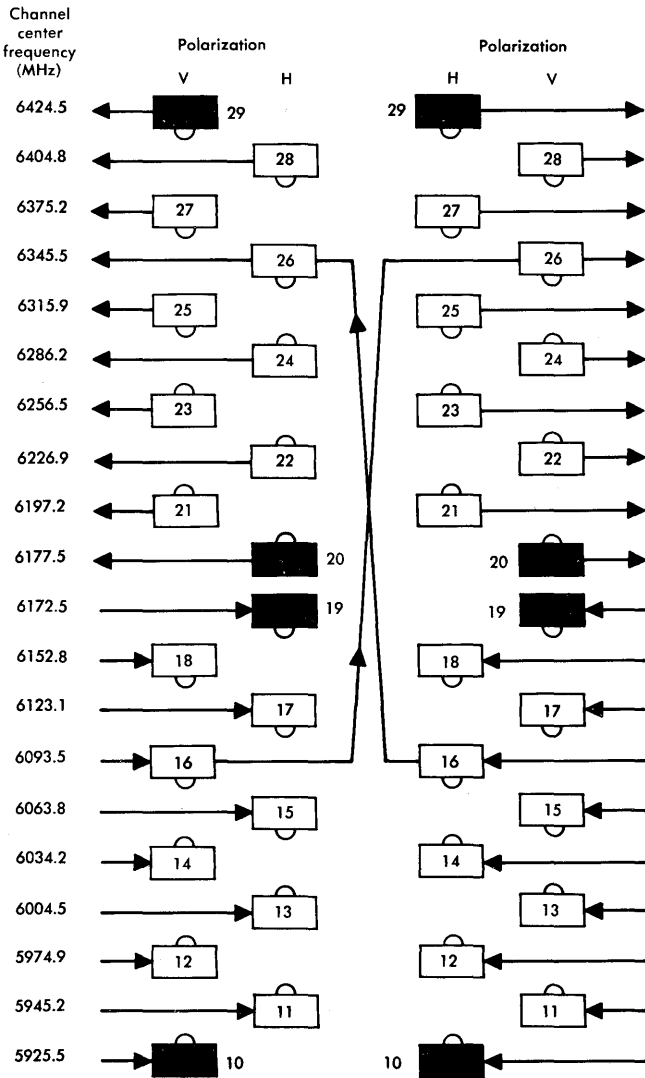 Channel
center
frequency
(MHz)
Polarization Polarization
V H H V
6424.5 29 29
6404.8 28 28
6375.2 27 27
6345.5 26 26
6315.9 25 25
6286.2 24 24
6256.5 23 23
6226.9 22 22
6197.2 21 21
6177.5 20 20
6172.5 19 19
6152.8 18 18
6123.1 17 17
6093.5 16 16
6063.8 15 15
6034.2 14 14
6004.5 13 13
5974.9 12 12
5945.2 11 11
5925.5 10 10